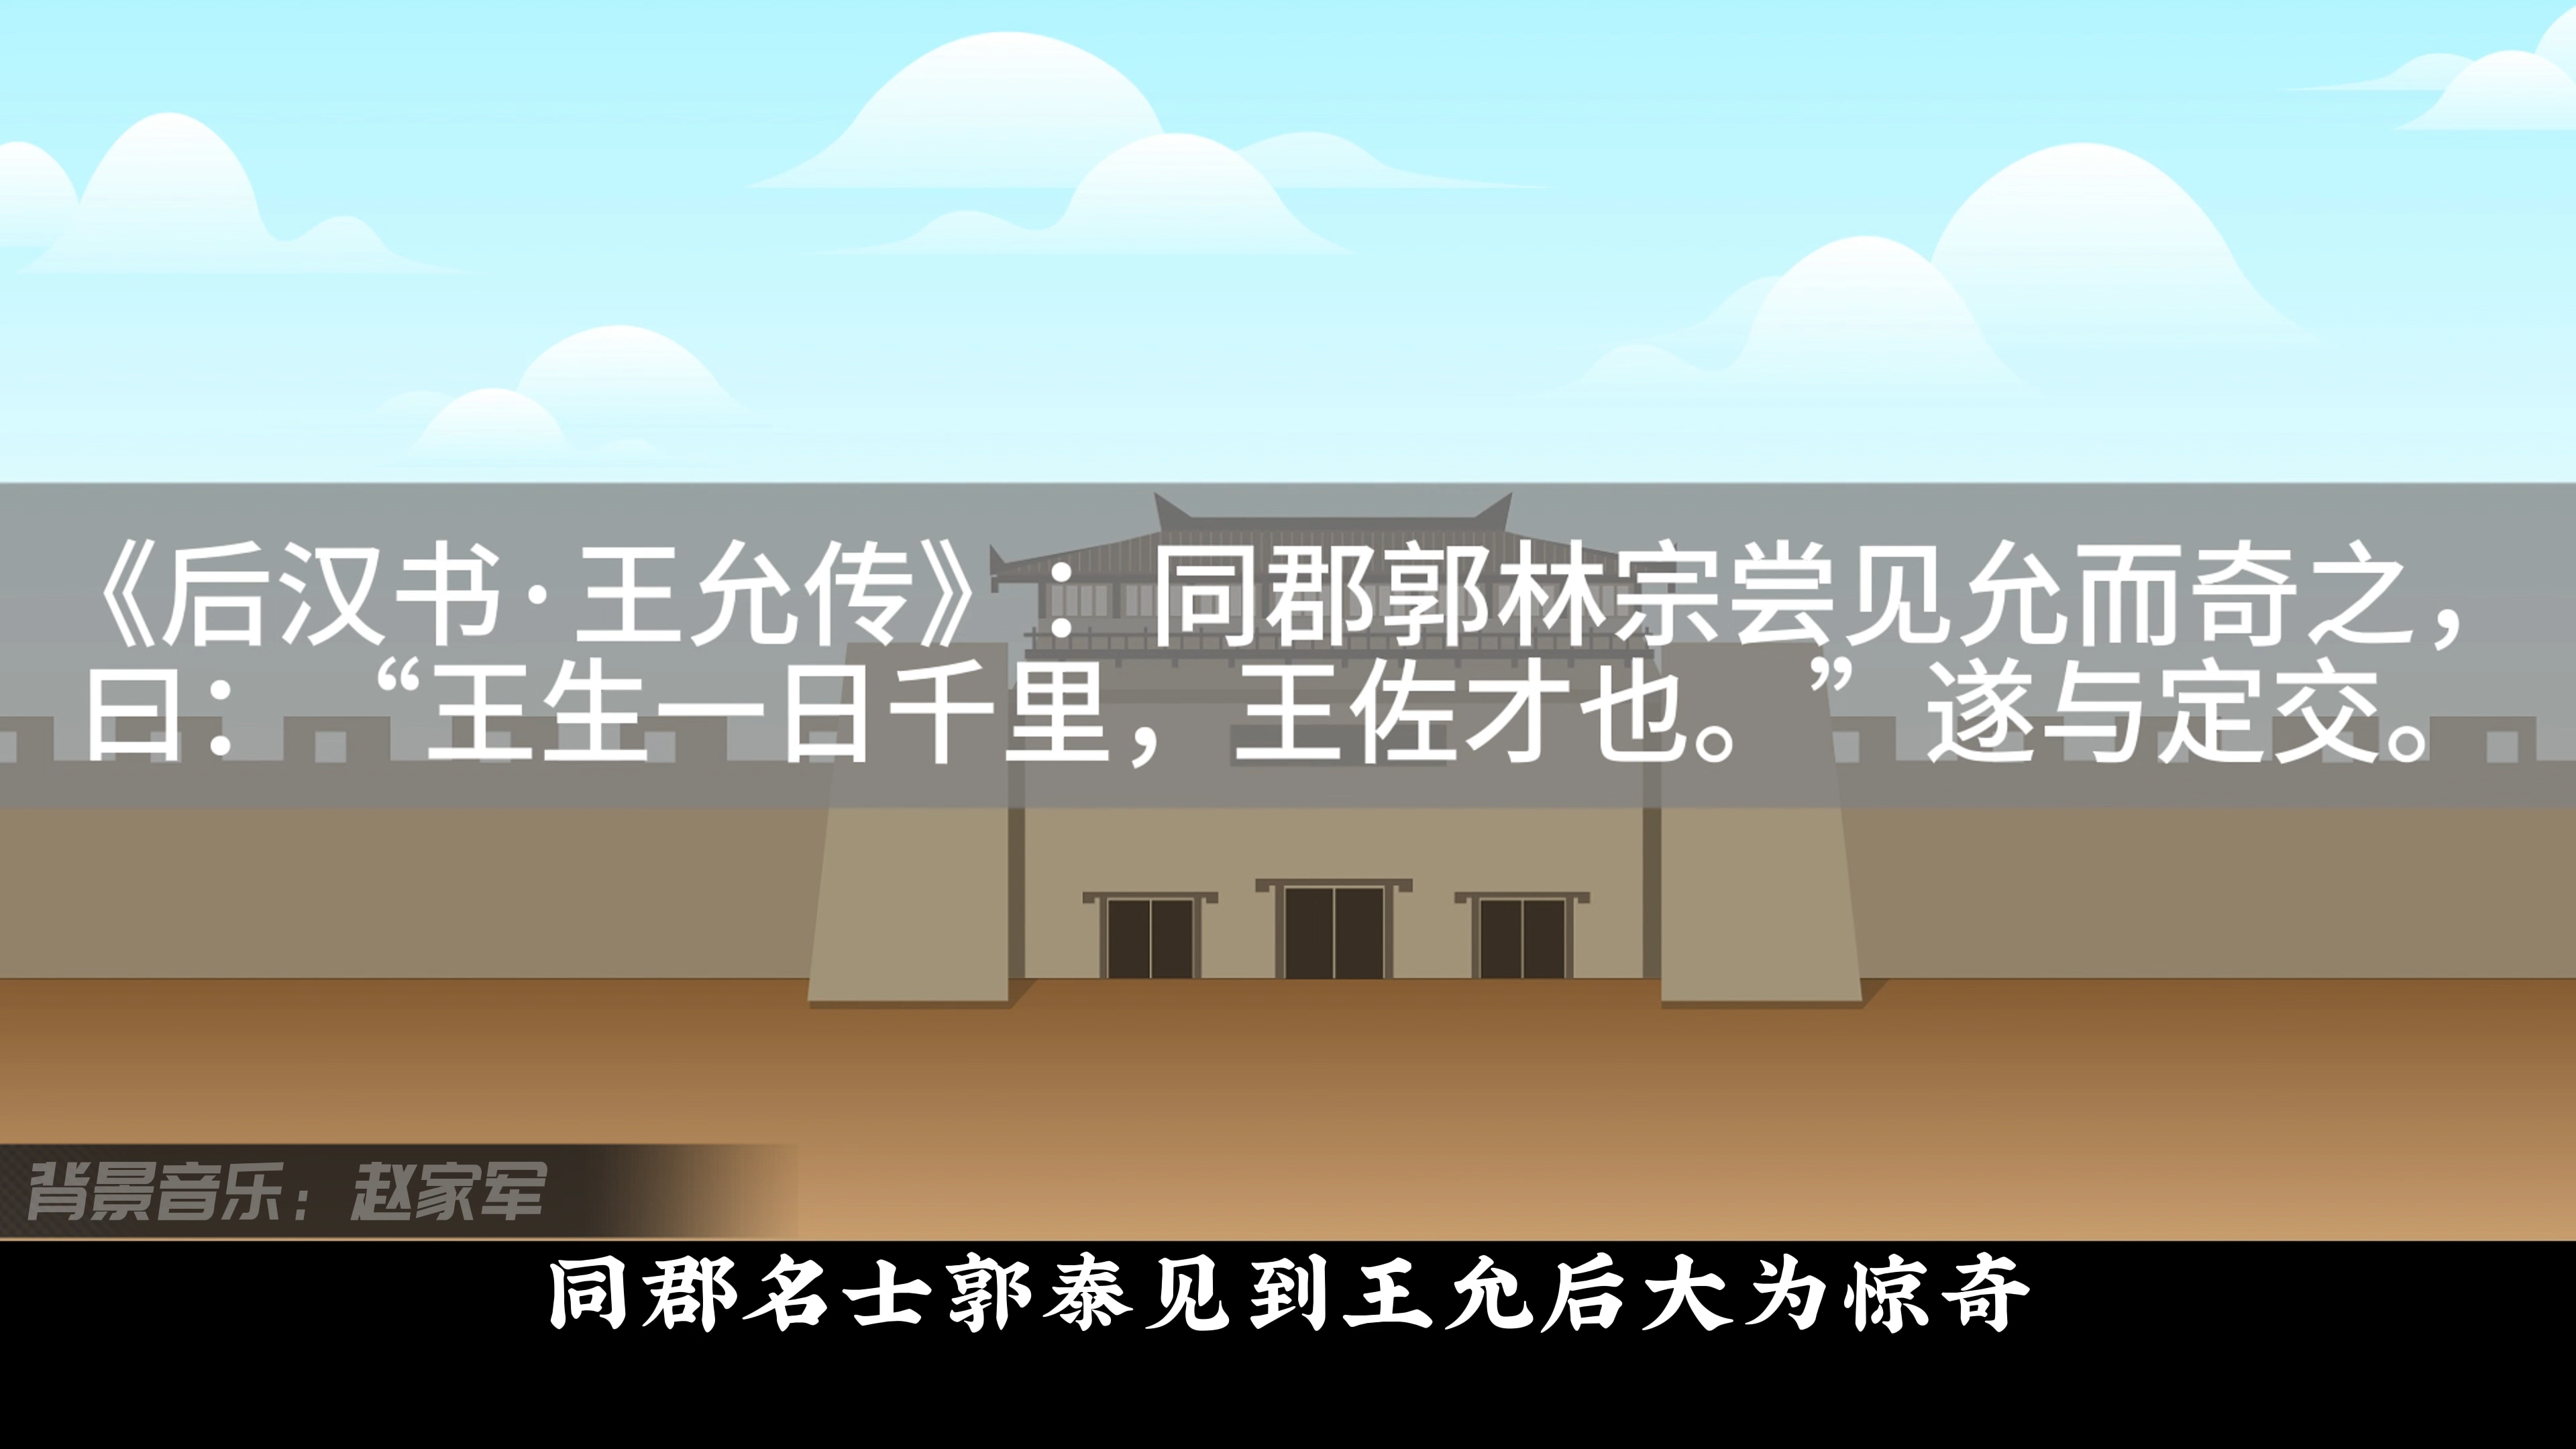 《后汉书·王允传》：同郡郭林宗尝见允而奇之，
曰：“王生一日千里，王佐才也。”遂与定交。
背景音乐：赵家军
同郡名士郭泰见到王允后大为惊奇